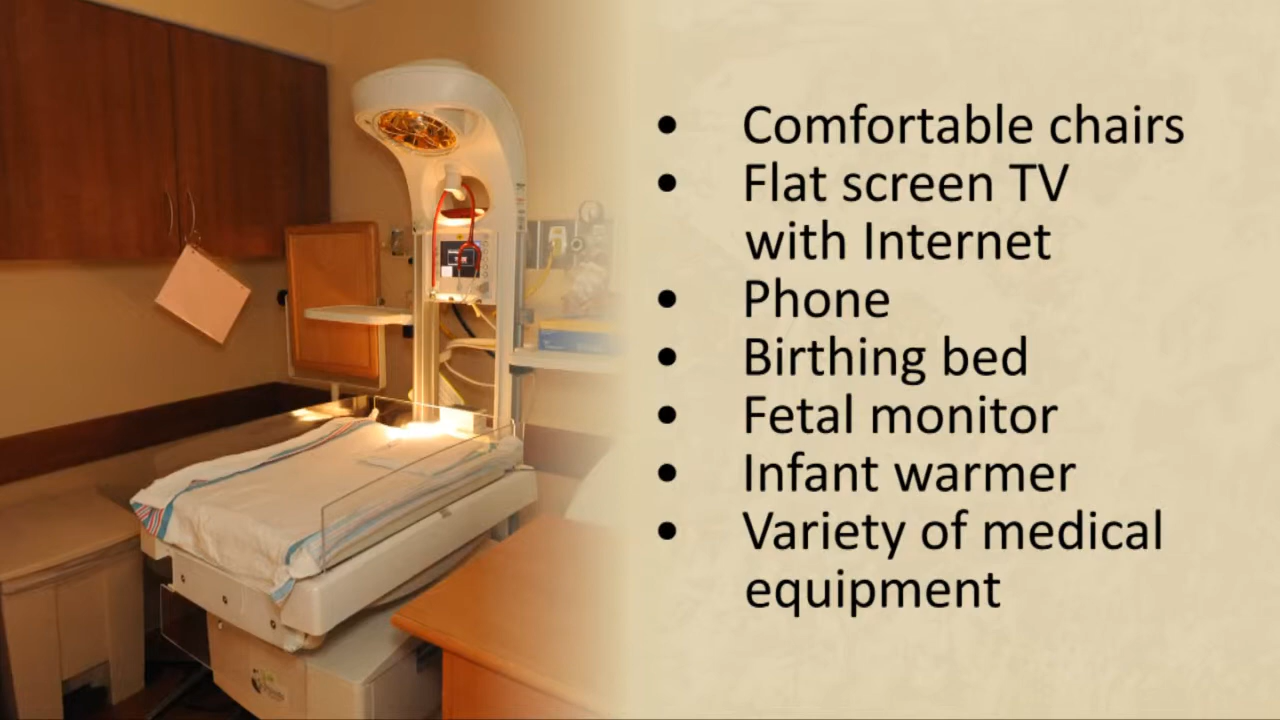 • Comfortable chairs
• Flat screen TV
with Internet
• Phone
• Birthing bed
• Fetal monitor
• Infant warmer
• Variety of medical
equipment